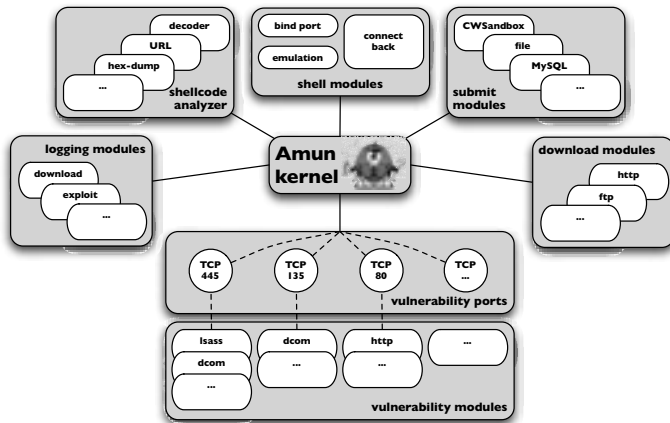 decoder
URL
hex-dump
...
shellcode
analyzer
bind port
emulation
connect
back
shell modules
CWSandbox
file
MySQL
...
submit
modules
logging modules
download
exploit
...
Amun
kernel
download modules
http
ftp
...
TCP
445
TCP
135
TCP
80
TCP
...
vulnerability ports
lsass
dcom
...
dcom
...
http
...
...
vulnerability modules